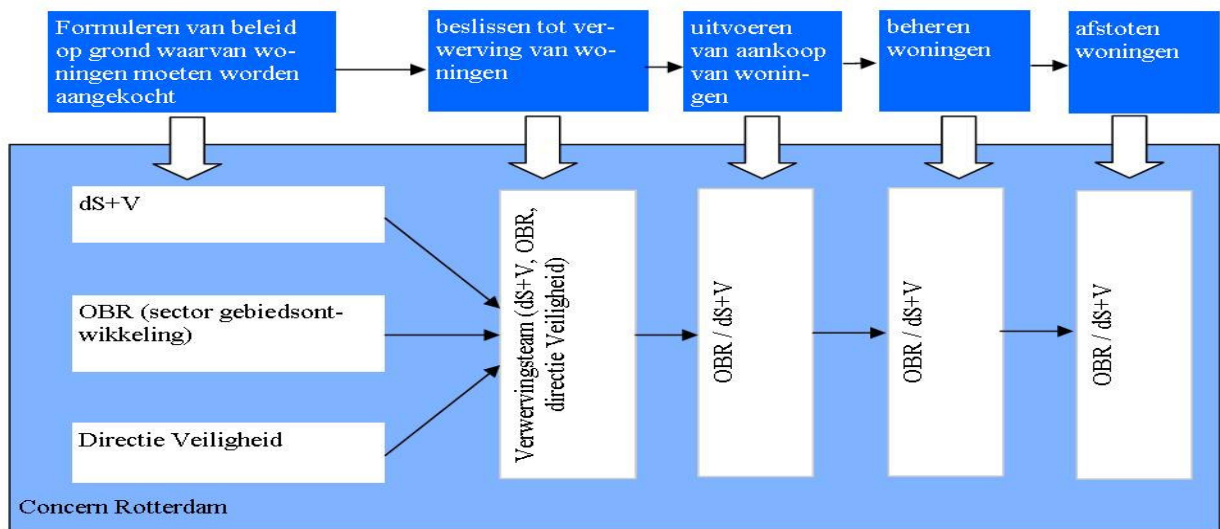 Formuleren van beleid
op grond waarvan wo-
ningen moeten worden
aangekocht
beslissen tot ver-
werving van wo-
ningen
uitvoeren
van aankoop
van wonin-
gen
beheren
woningen
afstoten
woningen
dS+V
OBR (sector gebiedsont-
wikkeling)
Directie Veiligheid
Verwervingsteam (dS+V, OBR,
directie Veiligheid)
OBR / dS+V
OBR / dS+V
OBR / dS+V
Concern Rotterdam